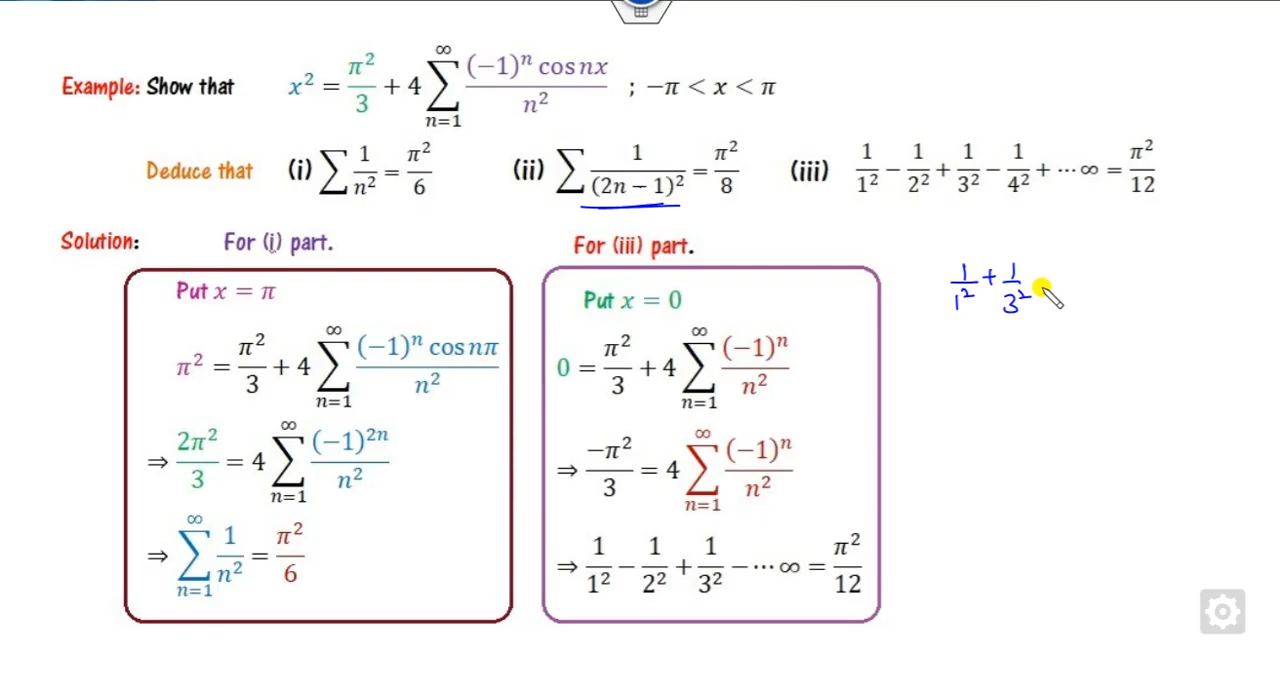 Example: Show that x² = π²/3 + 4 ∑_{n=1}^{∞} (−1)ⁿ cos nx / n² ; −π < x < π
Deduce that (i) ∑ 1/n² = π²/6 (ii) ∑ 1/(2n − 1)² = π²/8 (iii) 1/1² − 1/2² + 1/3² − 1/4² + ⋯ ∞ = π²/12
Solution: For (i) part.
Put x = π
π² = π²/3 + 4 ∑_{n=1}^{∞} (−1)ⁿ cos nπ / n²
⇒ 2π²/3 = 4 ∑_{n=1}^{∞} (−1)²ⁿ / n²
⇒ ∑_{n=1}^{∞} 1/n² = π²/6
For (iii) part.
Put x = 0
0 = π²/3 + 4 ∑_{n=1}^{∞} (−1)ⁿ / n²
⇒ −π²/3 = 4 ∑_{n=1}^{∞} (−1)ⁿ / n²
⇒ 1/1² − 1/2² + 1/3² − ⋯ ∞ = π²/12
1/1² + 1/3²